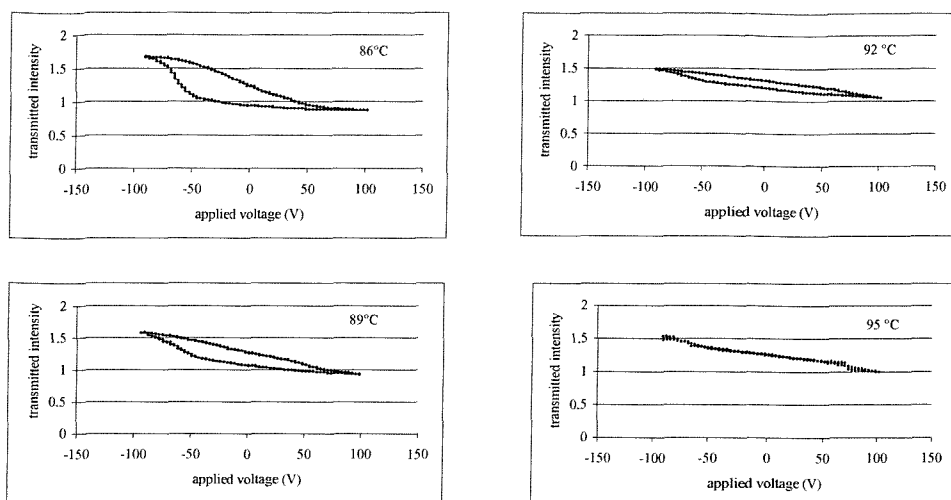 86°C
transmitted intensity
2
1.5
1
0.5
0
-150 -100 -50 0 50 100 150
applied voltage (V)
92 °C
transmitted intensity
2
1.5
1
0.5
0
-150 -100 -50 0 50 100 150
applied voltage (V)
89°C
transmitted intensity
2
1.5
1
0.5
0
-150 -100 -50 0 50 100 150
applied voltage (V)
95 °C
transmitted intensity
2
1.5
1
0.5
0
-150 -100 -50 0 50 100 150
applied voltage (V)